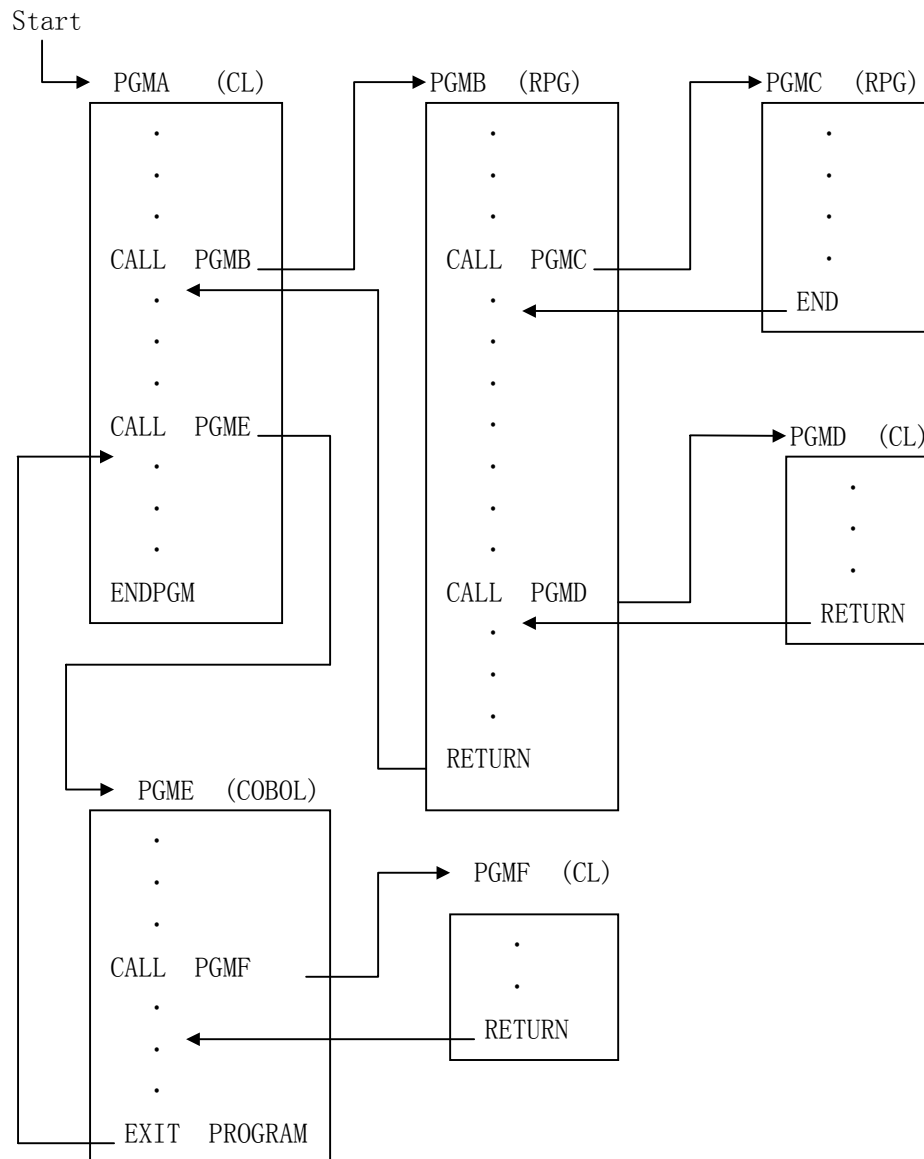 Start
PGMA (CL)
PGMB (RPG)
PGMC (RPG)
CALL PGMB
CALL PGMC
END
CALL PGME
PGMD (CL)
ENDPGM
CALL PGMD
RETURN
RETURN
PGME (COBOL)
PGMF (CL)
CALL PGMF
RETURN
EXIT PROGRAM